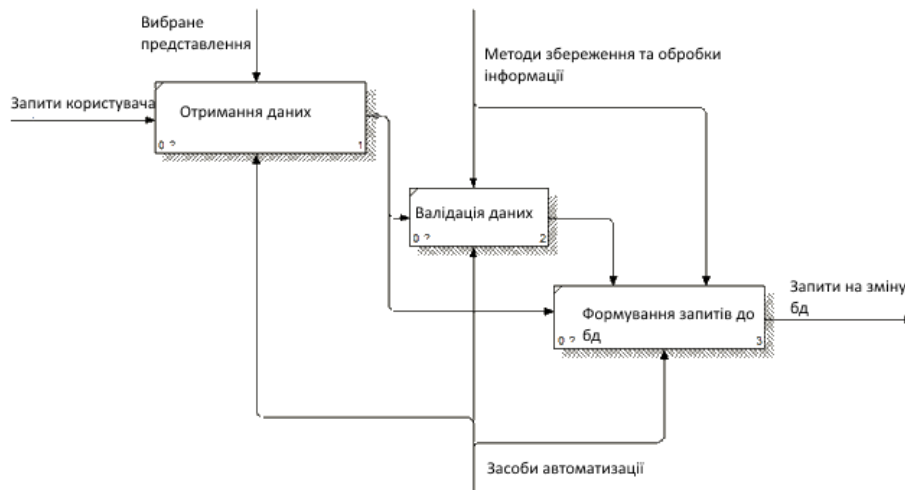 Вибране
представлення
Методи збереження та обробки
інформації
Запити користувача
Отримання даних
0 ?
1
Валідація даних
0 ?
2
Запити на зміну
бд
Формування запитів до
бд
0 ?
3
Засоби автоматизації